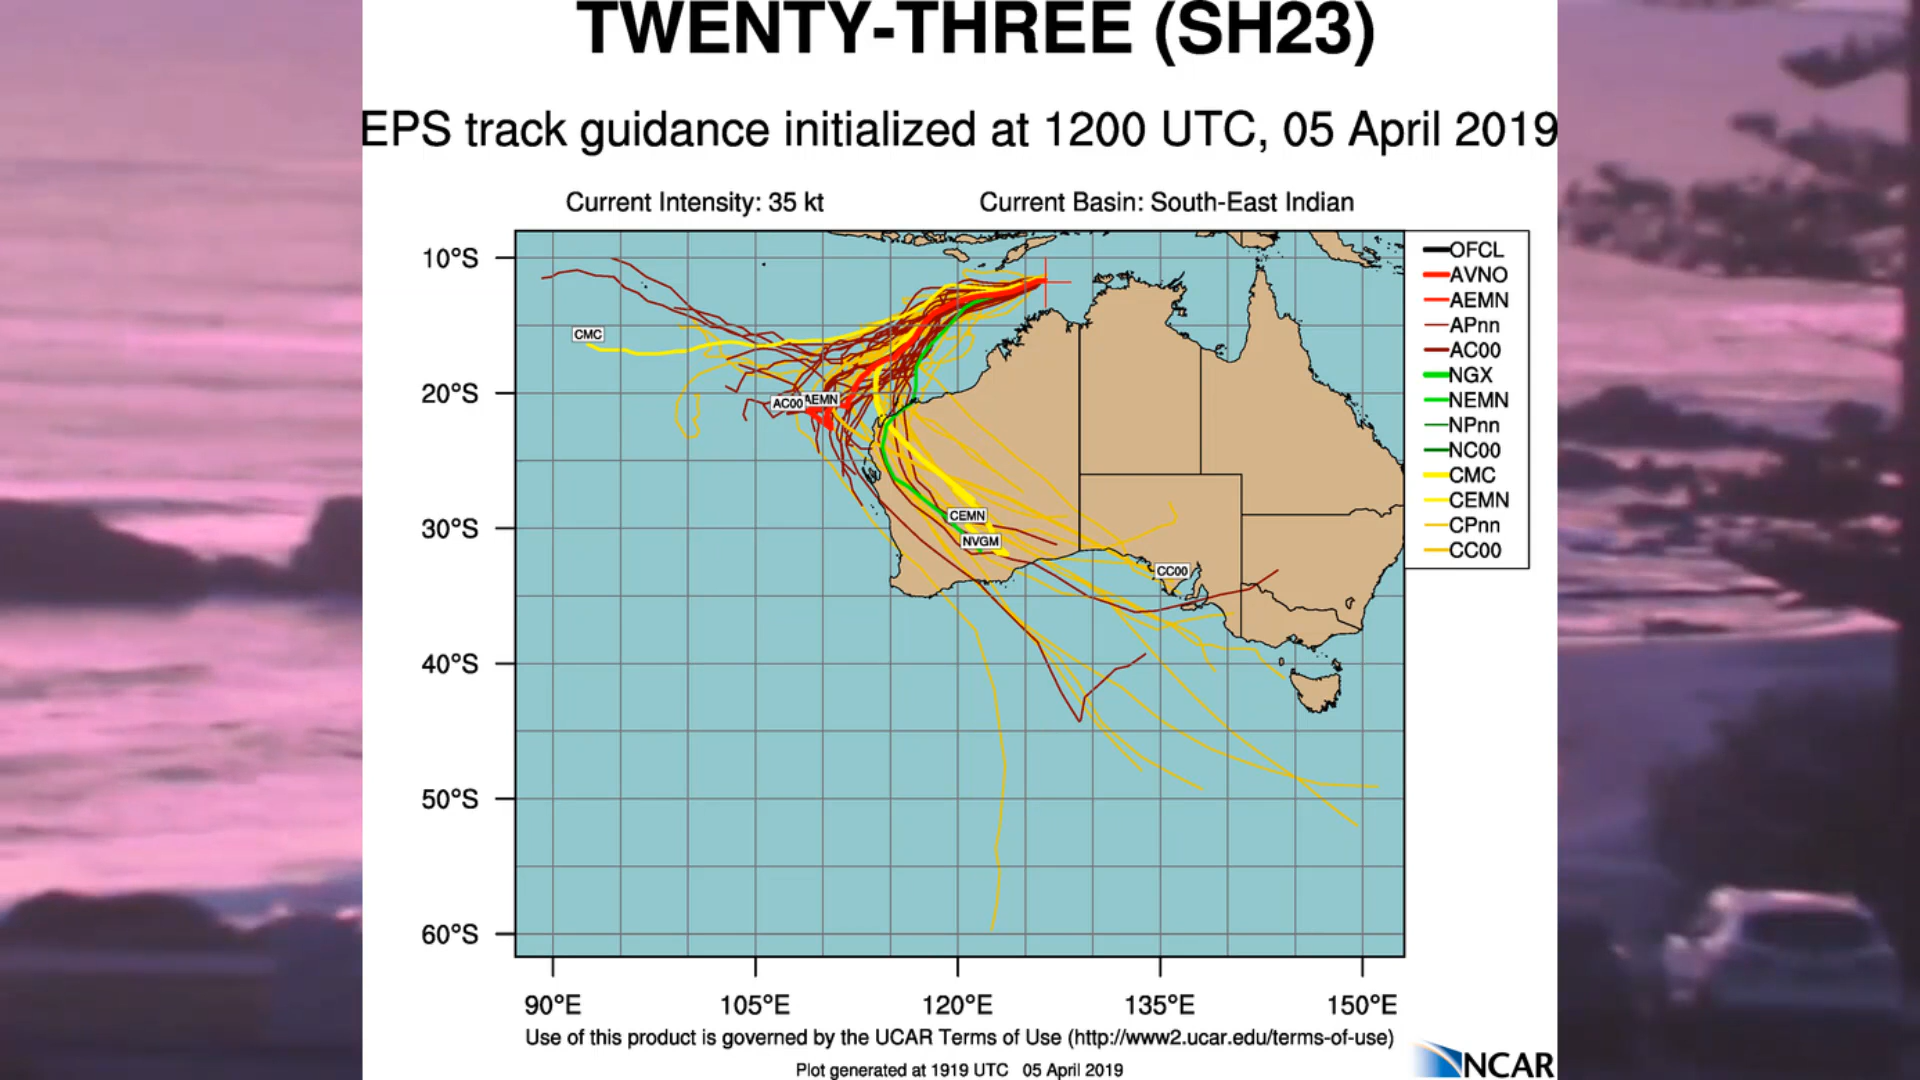 TWENTY-THREE (SH23)
EPS track guidance initialized at 1200 UTC, 05 April 2019
Current Intensity: 35 kt
Current Basin: South-East Indian
10°S
20°S
30°S
40°S
50°S
60°S
CMC
AC00
AEMN
CEMN
NVGM
CC00
OFCL
AVNO
AEMN
APnn
AC00
NGX
NEMN
NPnn
NC00
CMC
CEMN
CPnn
CC00
90°E
105°E
120°E
135°E
150°E
Use of this product is governed by the UCAR Terms of Use (http://www2.ucar.edu/terms-of-use)
Plot generated at 1919 UTC 05 April 2019
NCAR